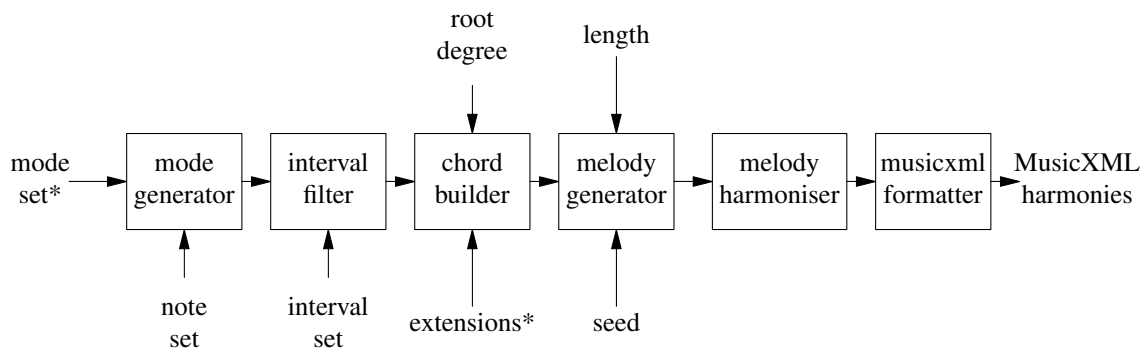 root
degree
length
mode
set*
mode
generator
interval
filter
chord
builder
melody
generator
melody
harmoniser
musicxml
formatter
MusicXML
harmonies
note
set
interval
set
extensions*
seed